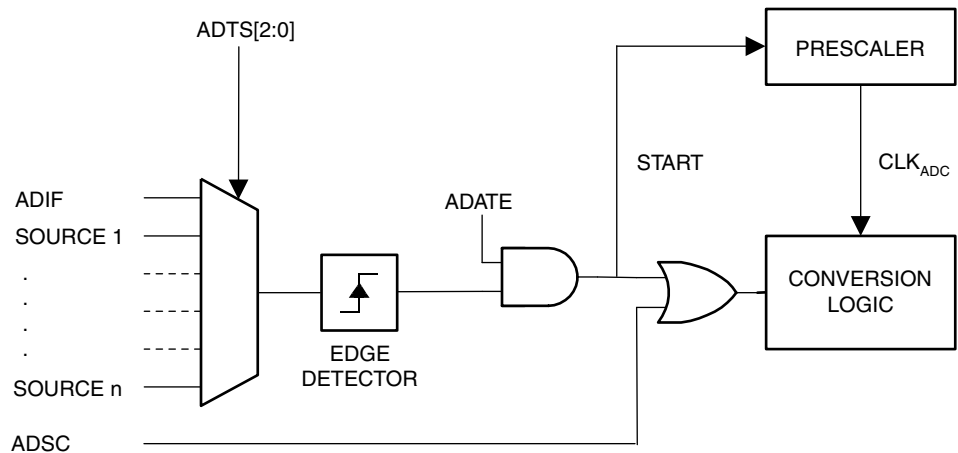 ADTS[2:0]
PRESCALER
START
CLKADC
ADIF
ADATE
SOURCE 1
.
.
.
.
CONVERSION
LOGIC
EDGE
DETECTOR
SOURCE n
ADSC